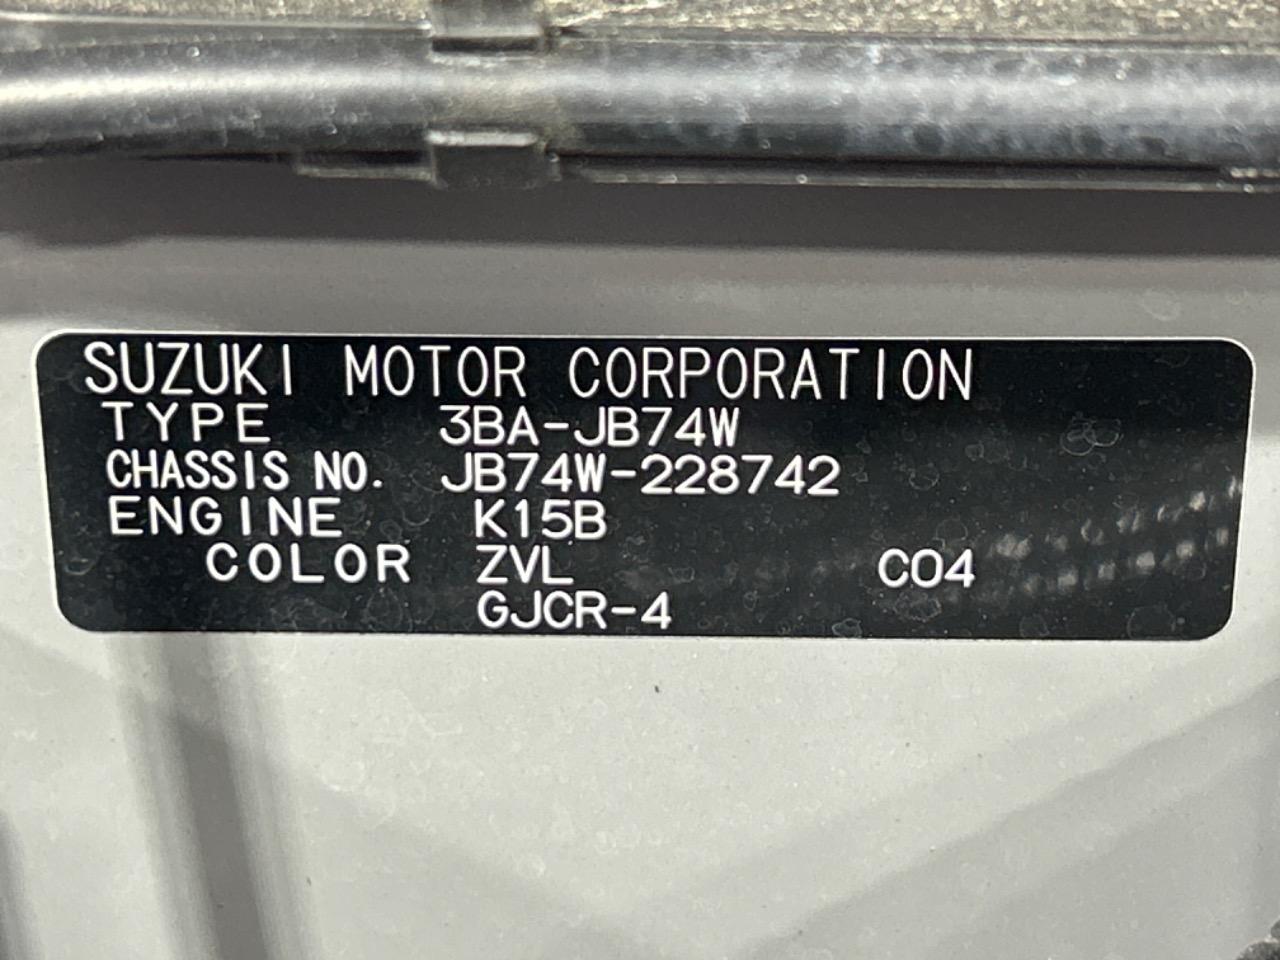 SUZUKI MOTOR CORPORATION
TYPE 3BA-JB74W
CHASSIS NO. JB74W-228742
ENGINE K15B
COLOR ZVL C04
GJCR-4